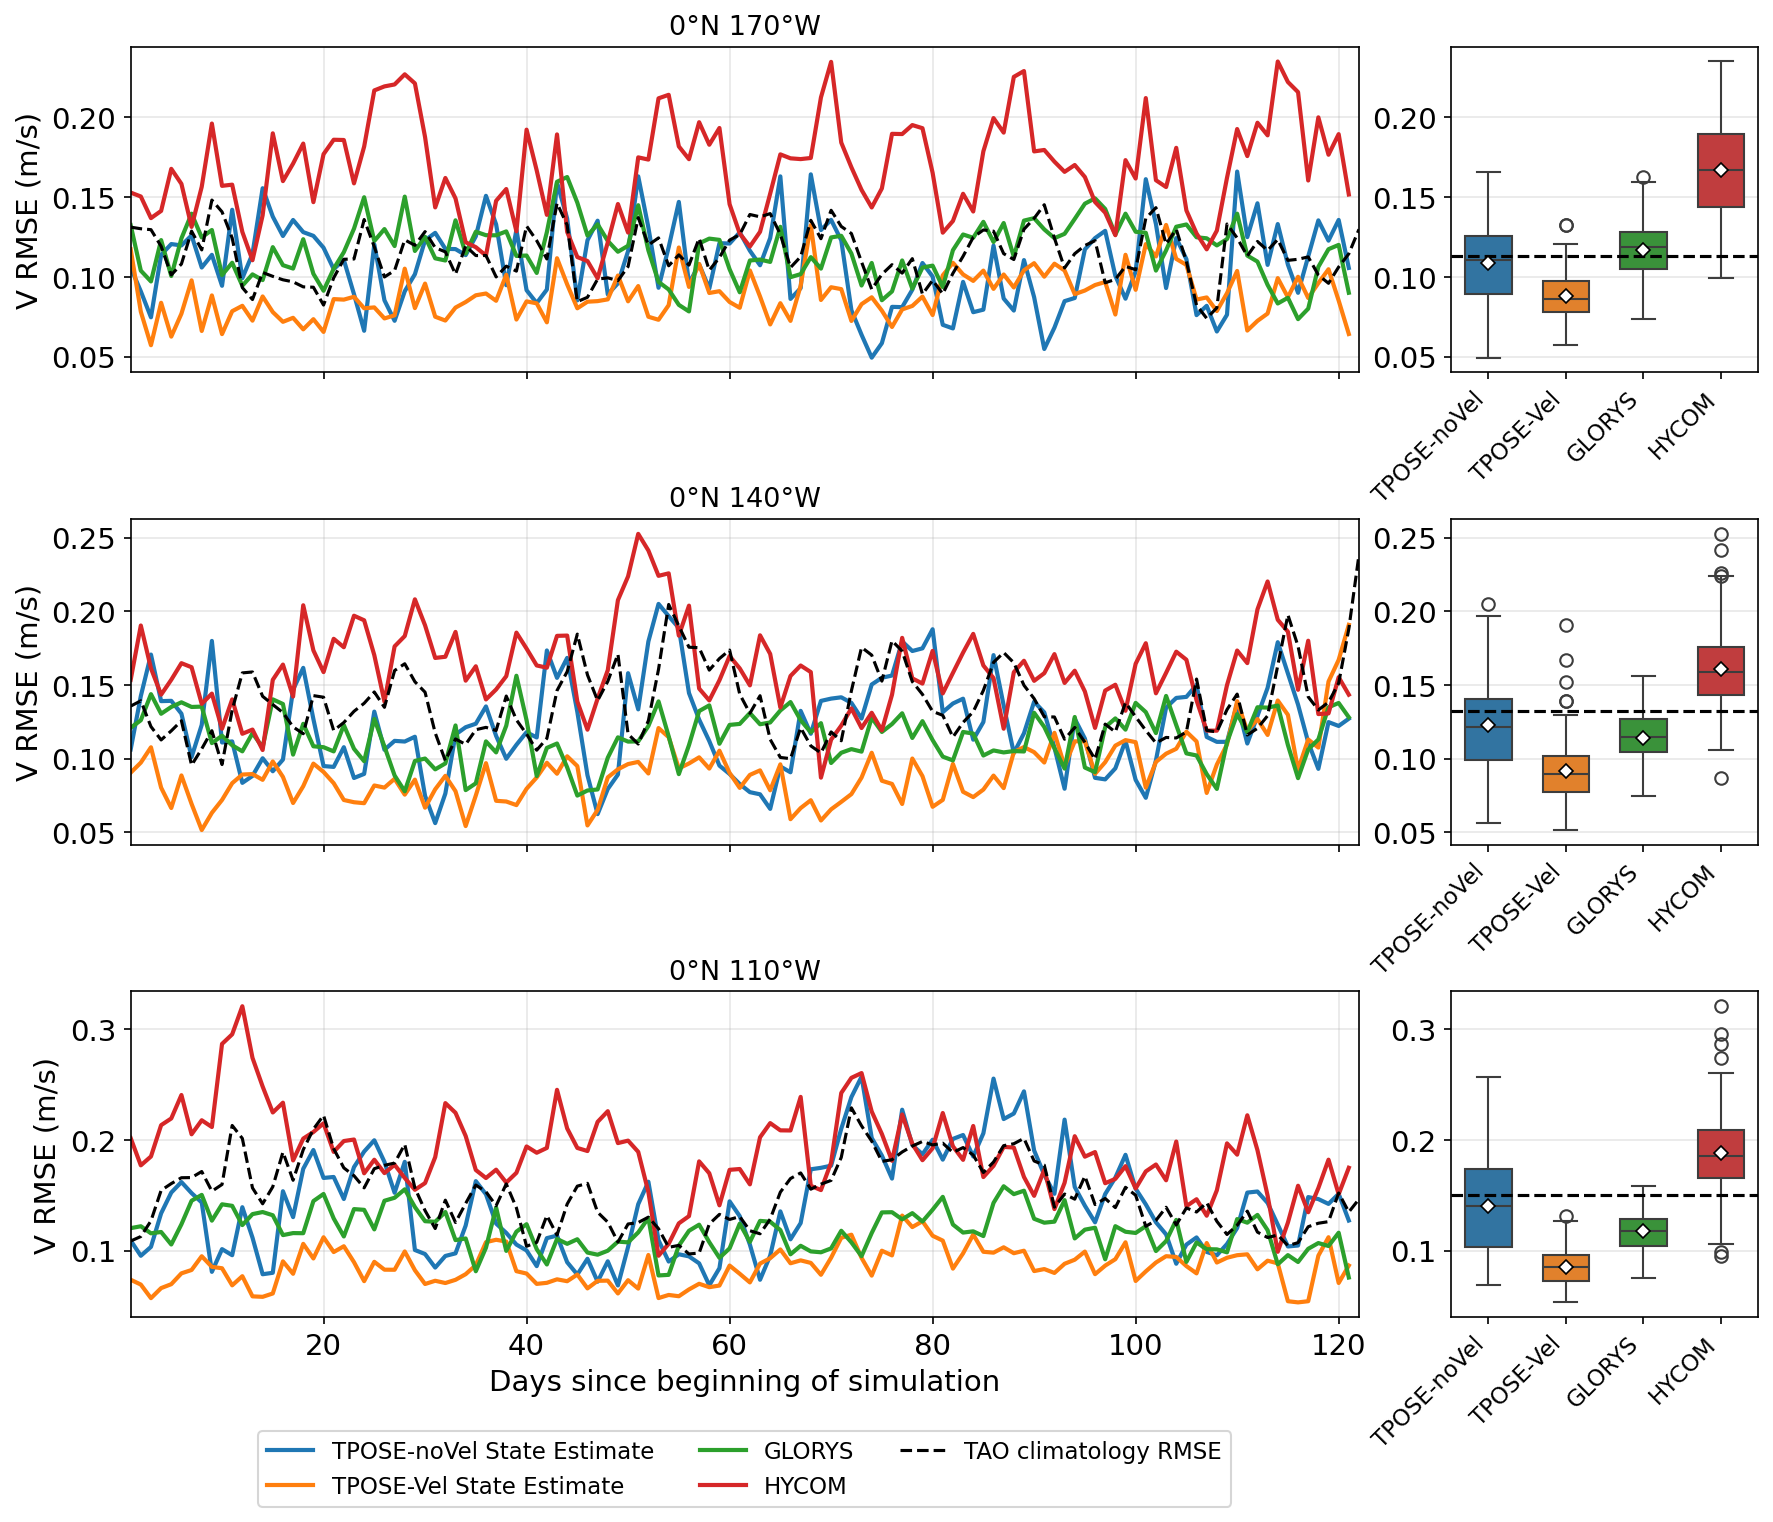 0°N 170°W
V RMSE (m/s)
0.20
0.15
0.10
0.05
0.20
0.15
0.10
0.05
TPOSE-noVel
TPOSE-Vel
GLORYS
HYCOM
0°N 140°W
V RMSE (m/s)
0.25
0.20
0.15
0.10
0.05
0.25
0.20
0.15
0.10
0.05
TPOSE-noVel
TPOSE-Vel
GLORYS
HYCOM
0°N 110°W
V RMSE (m/s)
0.3
0.2
0.1
20 40 60 80 100 120
Days since beginning of simulation
0.3
0.2
0.1
TPOSE-noVel
TPOSE-Vel
GLORYS
HYCOM
TPOSE-noVel State Estimate
TPOSE-Vel State Estimate
GLORYS
HYCOM
TAO climatology RMSE